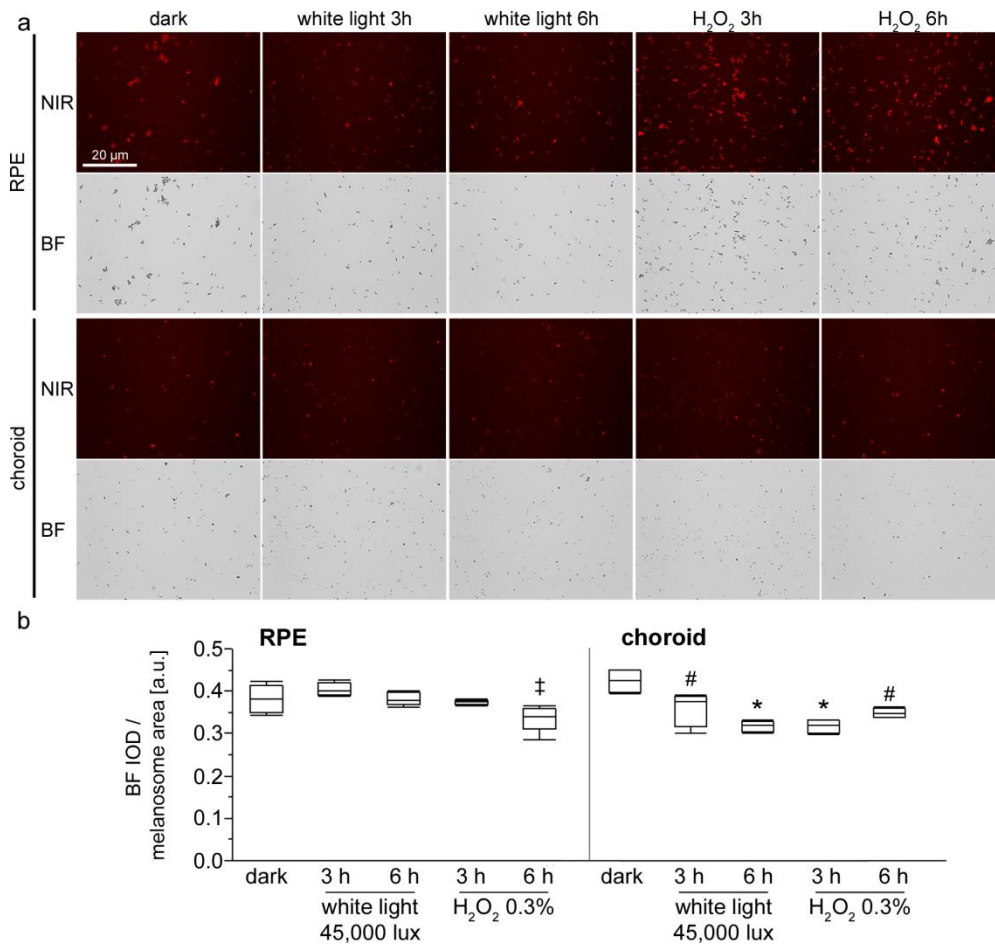 a
dark white light 3h white light 6h H₂O₂ 3h H₂O₂ 6h
RPE
NIR
20 µm
BF
choroid
NIR
BF
b
RPE choroid
BF IOD /
melanosome area [a.u.]
0.5
0.4
0.3
0.2
0.1
0.0
‡
# * * #
dark 3 h 6 h 3 h 6 h dark 3 h 6 h 3 h 6 h
white light H₂O₂ 0.3% white light H₂O₂ 0.3%
45,000 lux 45,000 lux